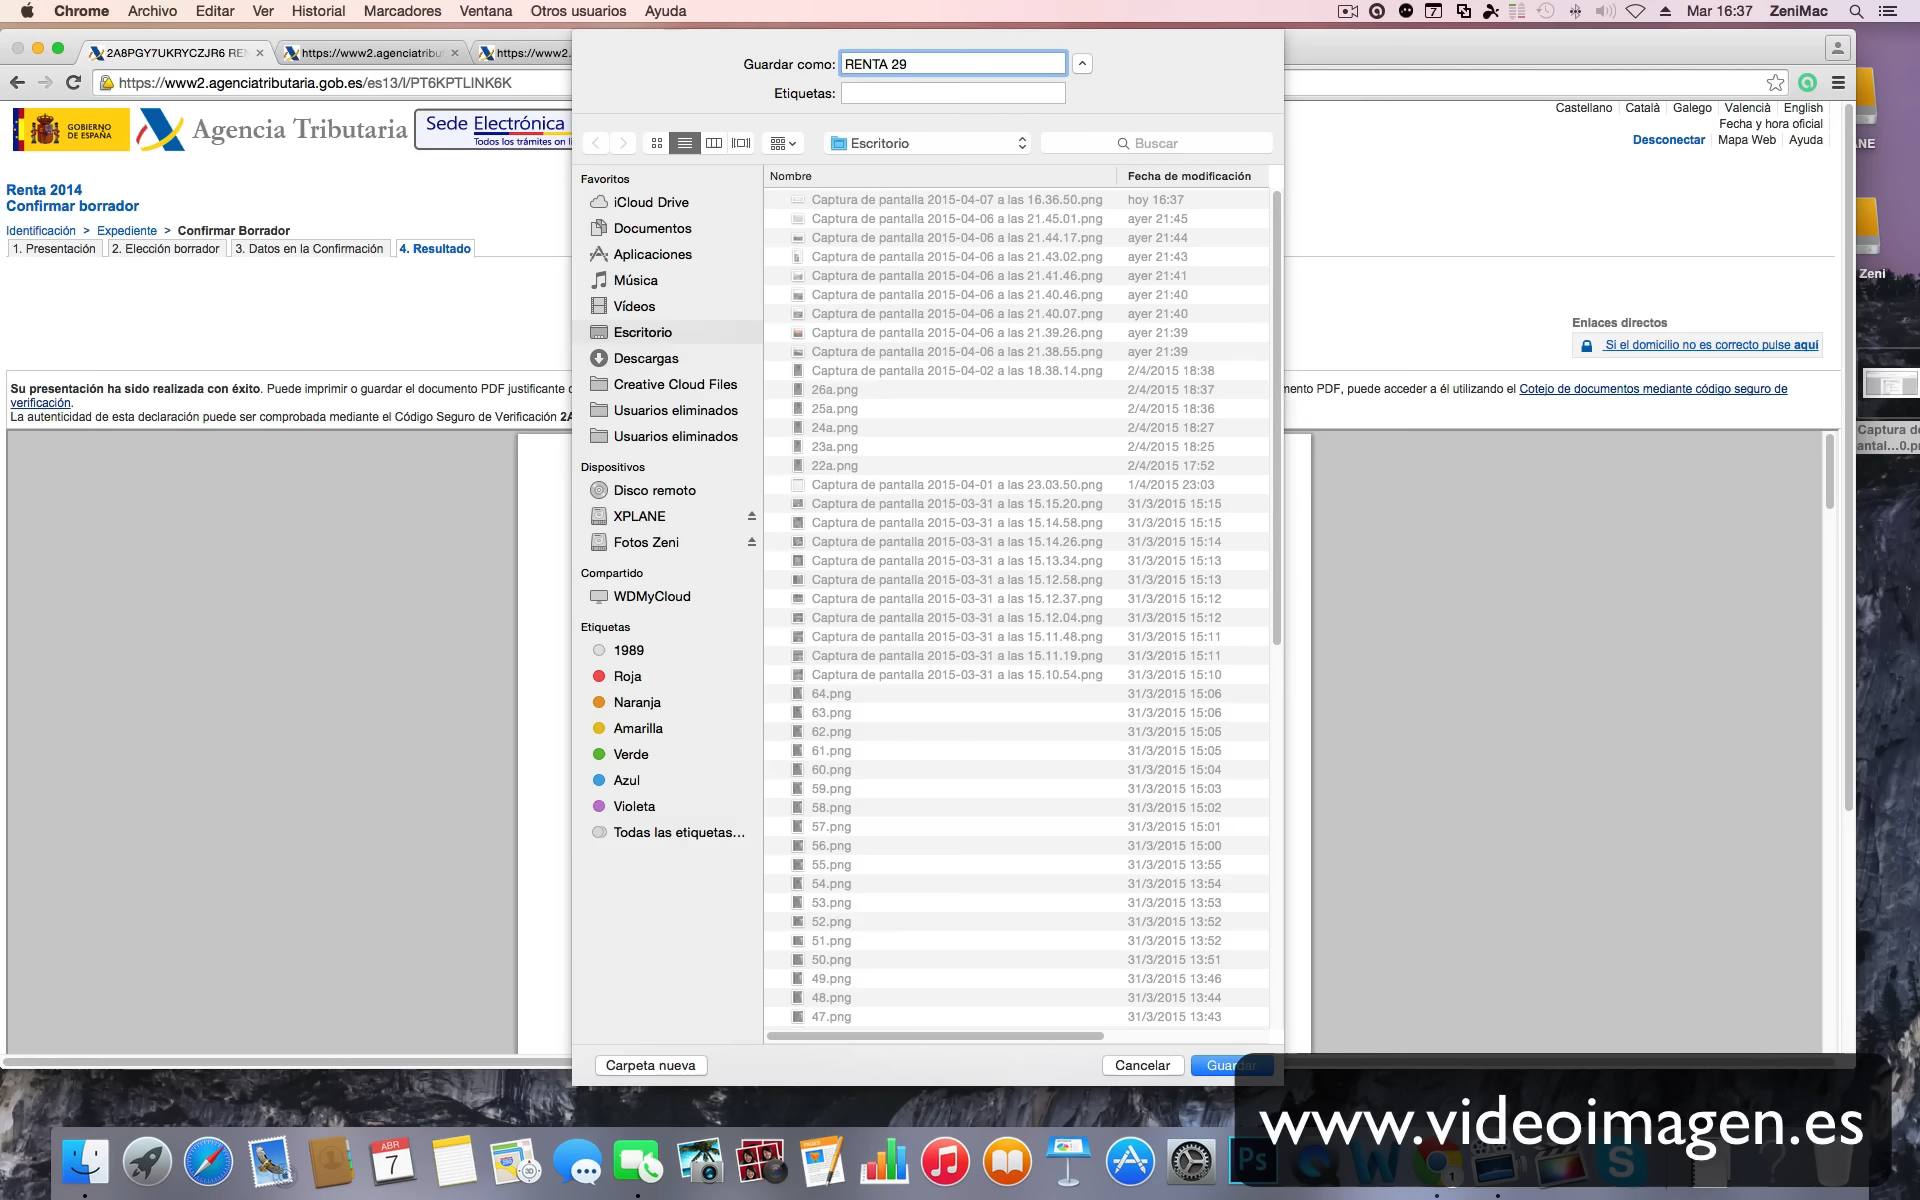 Chrome Archivo Editar Ver Historial Marcadores Ventana Otros usuarios Ayuda
7 Mar 16:37 ZeniMac
2A8PGY7UKRYCZJR6 REN
https://www2.agenciatribut
https://www2.
https://www2.agenciatributaria.gob.es/es13/l/PT6KPTLINK6K
GOBIERNO
DE ESPAÑA
Agencia Tributaria
Sede Electrónica
Todos los trámites on l
Castellano Català Galego Valencià English
Fecha y hora oficial
Desconectar Mapa Web Ayuda
Renta 2014
Confirmar borrador
Identificación > Expediente > Confirmar Borrador
1. Presentación 2. Elección borrador 3. Datos en la Confirmación 4. Resultado
Enlaces directos
Si el domicilio no es correcto pulse aquí
Su presentación ha sido realizada con éxito. Puede imprimir o guardar el documento PDF justificante
mento PDF, puede acceder a él utilizando el Cotejo de documentos mediante código seguro de
verificación.
La autenticidad de esta declaración puede ser comprobada mediante el Código Seguro de Verificación 2A
Guardar como: RENTA 29
Etiquetas:
Escritorio
Buscar
Favoritos
iCloud Drive
Documentos
Aplicaciones
Música
Vídeos
Escritorio
Descargas
Creative Cloud Files
Usuarios eliminados
Usuarios eliminados
Dispositivos
Disco remoto
XPLANE
Fotos Zeni
Compartido
WDMyCloud
Etiquetas
1989
Roja
Naranja
Amarilla
Verde
Azul
Violeta
Todas las etiquetas...
Nombre Fecha de modificación
Captura de pantalla 2015-04-07 a las 16.36.50.png hoy 16:37
Captura de pantalla 2015-04-06 a las 21.45.01.png ayer 21:45
Captura de pantalla 2015-04-06 a las 21.44.17.png ayer 21:44
Captura de pantalla 2015-04-06 a las 21.43.02.png ayer 21:43
Captura de pantalla 2015-04-06 a las 21.41.46.png ayer 21:41
Captura de pantalla 2015-04-06 a las 21.40.46.png ayer 21:40
Captura de pantalla 2015-04-06 a las 21.40.07.png ayer 21:40
Captura de pantalla 2015-04-06 a las 21.39.26.png ayer 21:39
Captura de pantalla 2015-04-06 a las 21.38.55.png ayer 21:39
Captura de pantalla 2015-04-02 a las 18.38.14.png 2/4/2015 18:38
26a.png 2/4/2015 18:37
25a.png 2/4/2015 18:36
24a.png 2/4/2015 18:27
23a.png 2/4/2015 18:25
22a.png 2/4/2015 17:52
Captura de pantalla 2015-04-01 a las 23.03.50.png 1/4/2015 23:03
Captura de pantalla 2015-03-31 a las 15.15.20.png 31/3/2015 15:15
Captura de pantalla 2015-03-31 a las 15.14.58.png 31/3/2015 15:15
Captura de pantalla 2015-03-31 a las 15.14.26.png 31/3/2015 15:14
Captura de pantalla 2015-03-31 a las 15.13.34.png 31/3/2015 15:13
Captura de pantalla 2015-03-31 a las 15.12.58.png 31/3/2015 15:13
Captura de pantalla 2015-03-31 a las 15.12.37.png 31/3/2015 15:12
Captura de pantalla 2015-03-31 a las 15.12.04.png 31/3/2015 15:12
Captura de pantalla 2015-03-31 a las 15.11.48.png 31/3/2015 15:11
Captura de pantalla 2015-03-31 a las 15.11.19.png 31/3/2015 15:11
Captura de pantalla 2015-03-31 a las 15.10.54.png 31/3/2015 15:10
64.png 31/3/2015 15:06
63.png 31/3/2015 15:06
62.png 31/3/2015 15:05
61.png 31/3/2015 15:05
60.png 31/3/2015 15:04
59.png 31/3/2015 15:03
58.png 31/3/2015 15:02
57.png 31/3/2015 15:01
56.png 31/3/2015 15:00
55.png 31/3/2015 13:55
54.png 31/3/2015 13:54
53.png 31/3/2015 13:53
52.png 31/3/2015 13:52
51.png 31/3/2015 13:52
50.png 31/3/2015 13:51
49.png 31/3/2015 13:46
48.png 31/3/2015 13:44
47.png 31/3/2015 13:43
Carpeta nueva Cancelar Guardar
ANE
Zeni
Captura de
antal...0.p
www.videoimagen.es
ABR
7
3D
PAGES
Ps
1